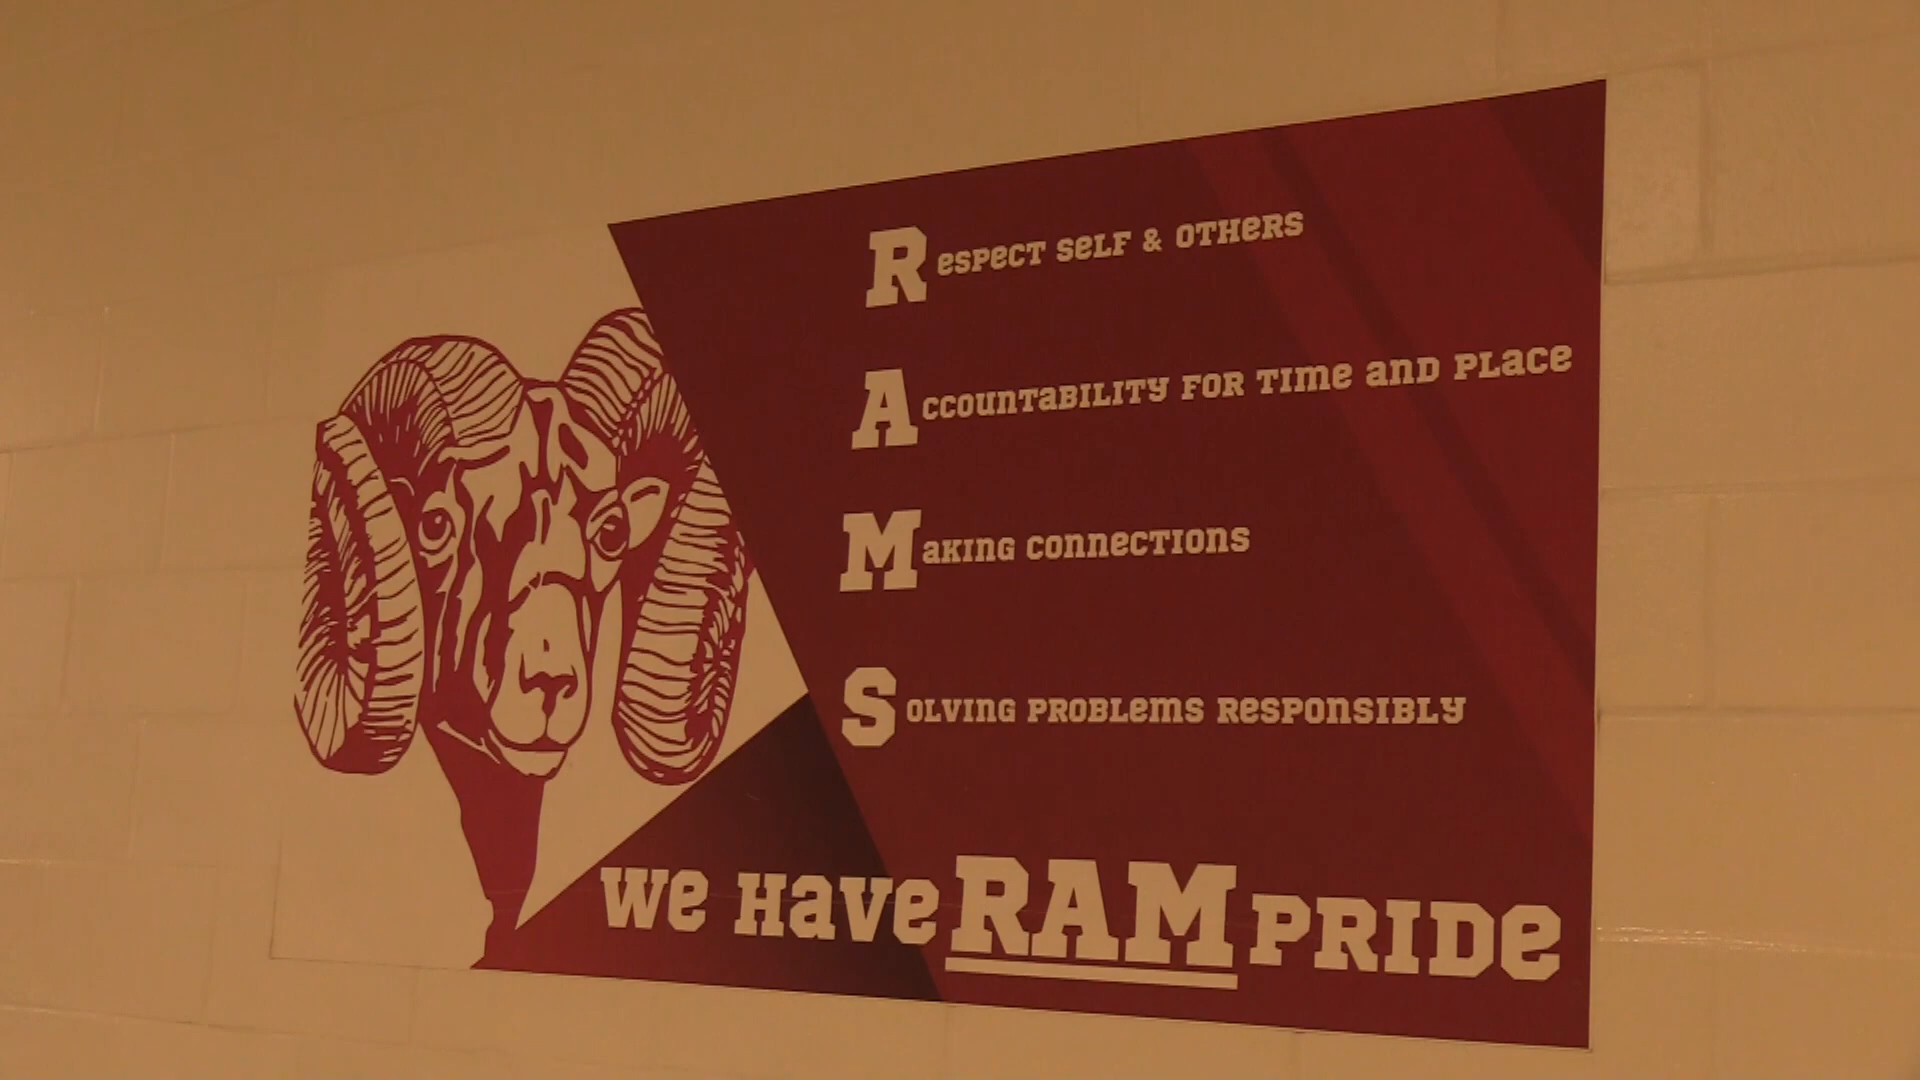 Respect self & others
Accountability for time and place
Making connections
Solving problems responsibly
We have RAM PRIDE